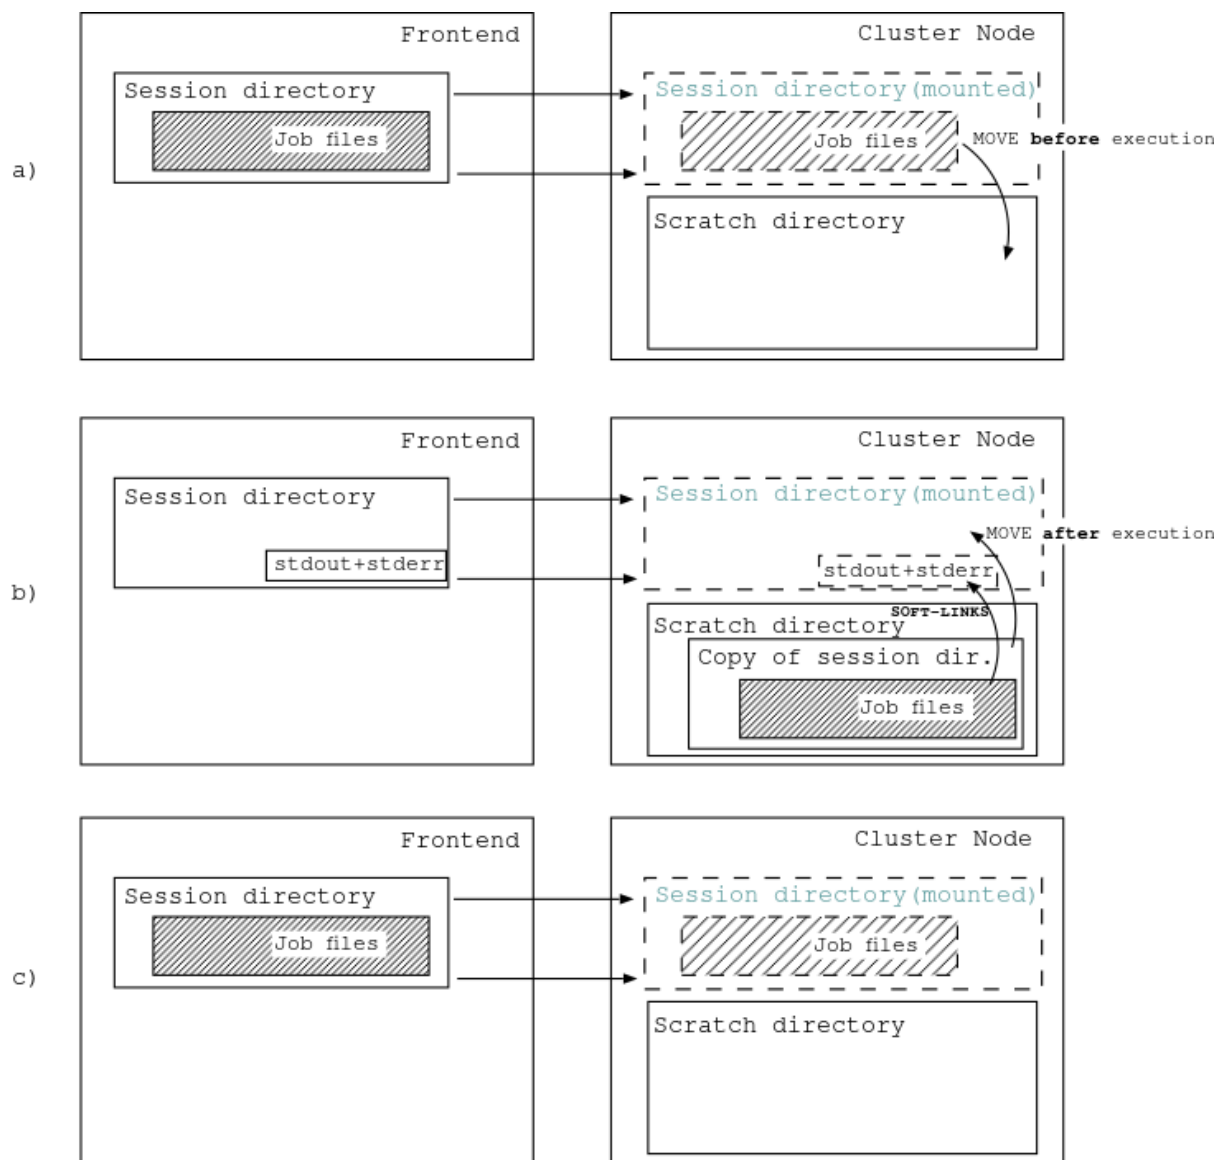 Frontend
Cluster Node
Session directory
Session directory(mounted)
Job files
Job files
MOVE before execution
a)
Scratch directory
Frontend
Cluster Node
Session directory
Session directory(mounted)
MOVE after execution
stdout+stderr
stdout+stderr
b)
SOFT-LINKS
Scratch directory
Copy of session dir.
Job files
Frontend
Cluster Node
Session directory
Session directory(mounted)
Job files
Job files
c)
Scratch directory